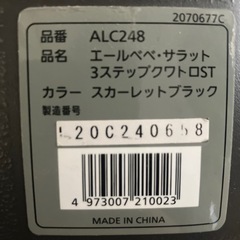 2070677C
品番 ALC248
品名 エールベベ・サラット
3ステップクワトロST
カラー スカーレットブラック
製造番号
L20C240658
4 973007 210023
MADE IN CHINA